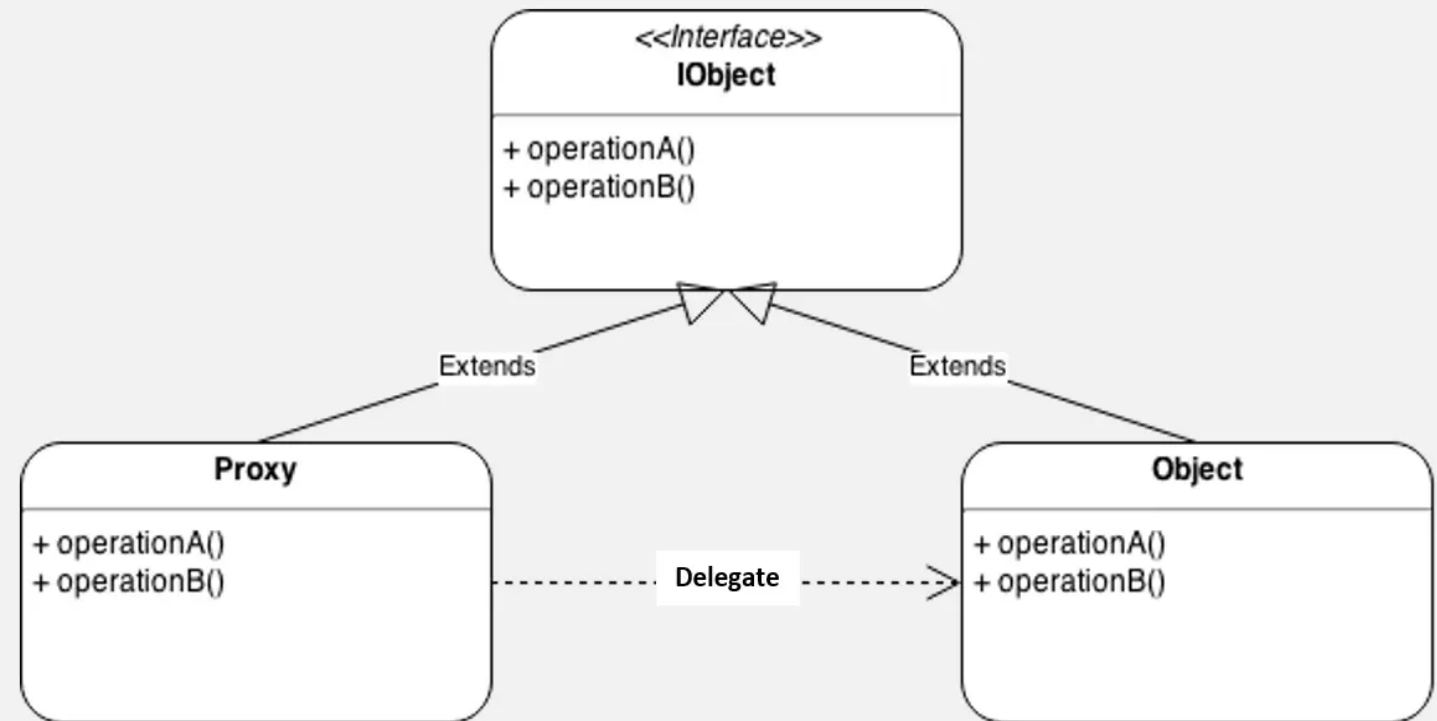 <<Interface>>
IObject
+ operationA()
+ operationB()
Extends
Extends
Proxy
+ operationA()
+ operationB()
Delegate
Object
+ operationA()
+ operationB()